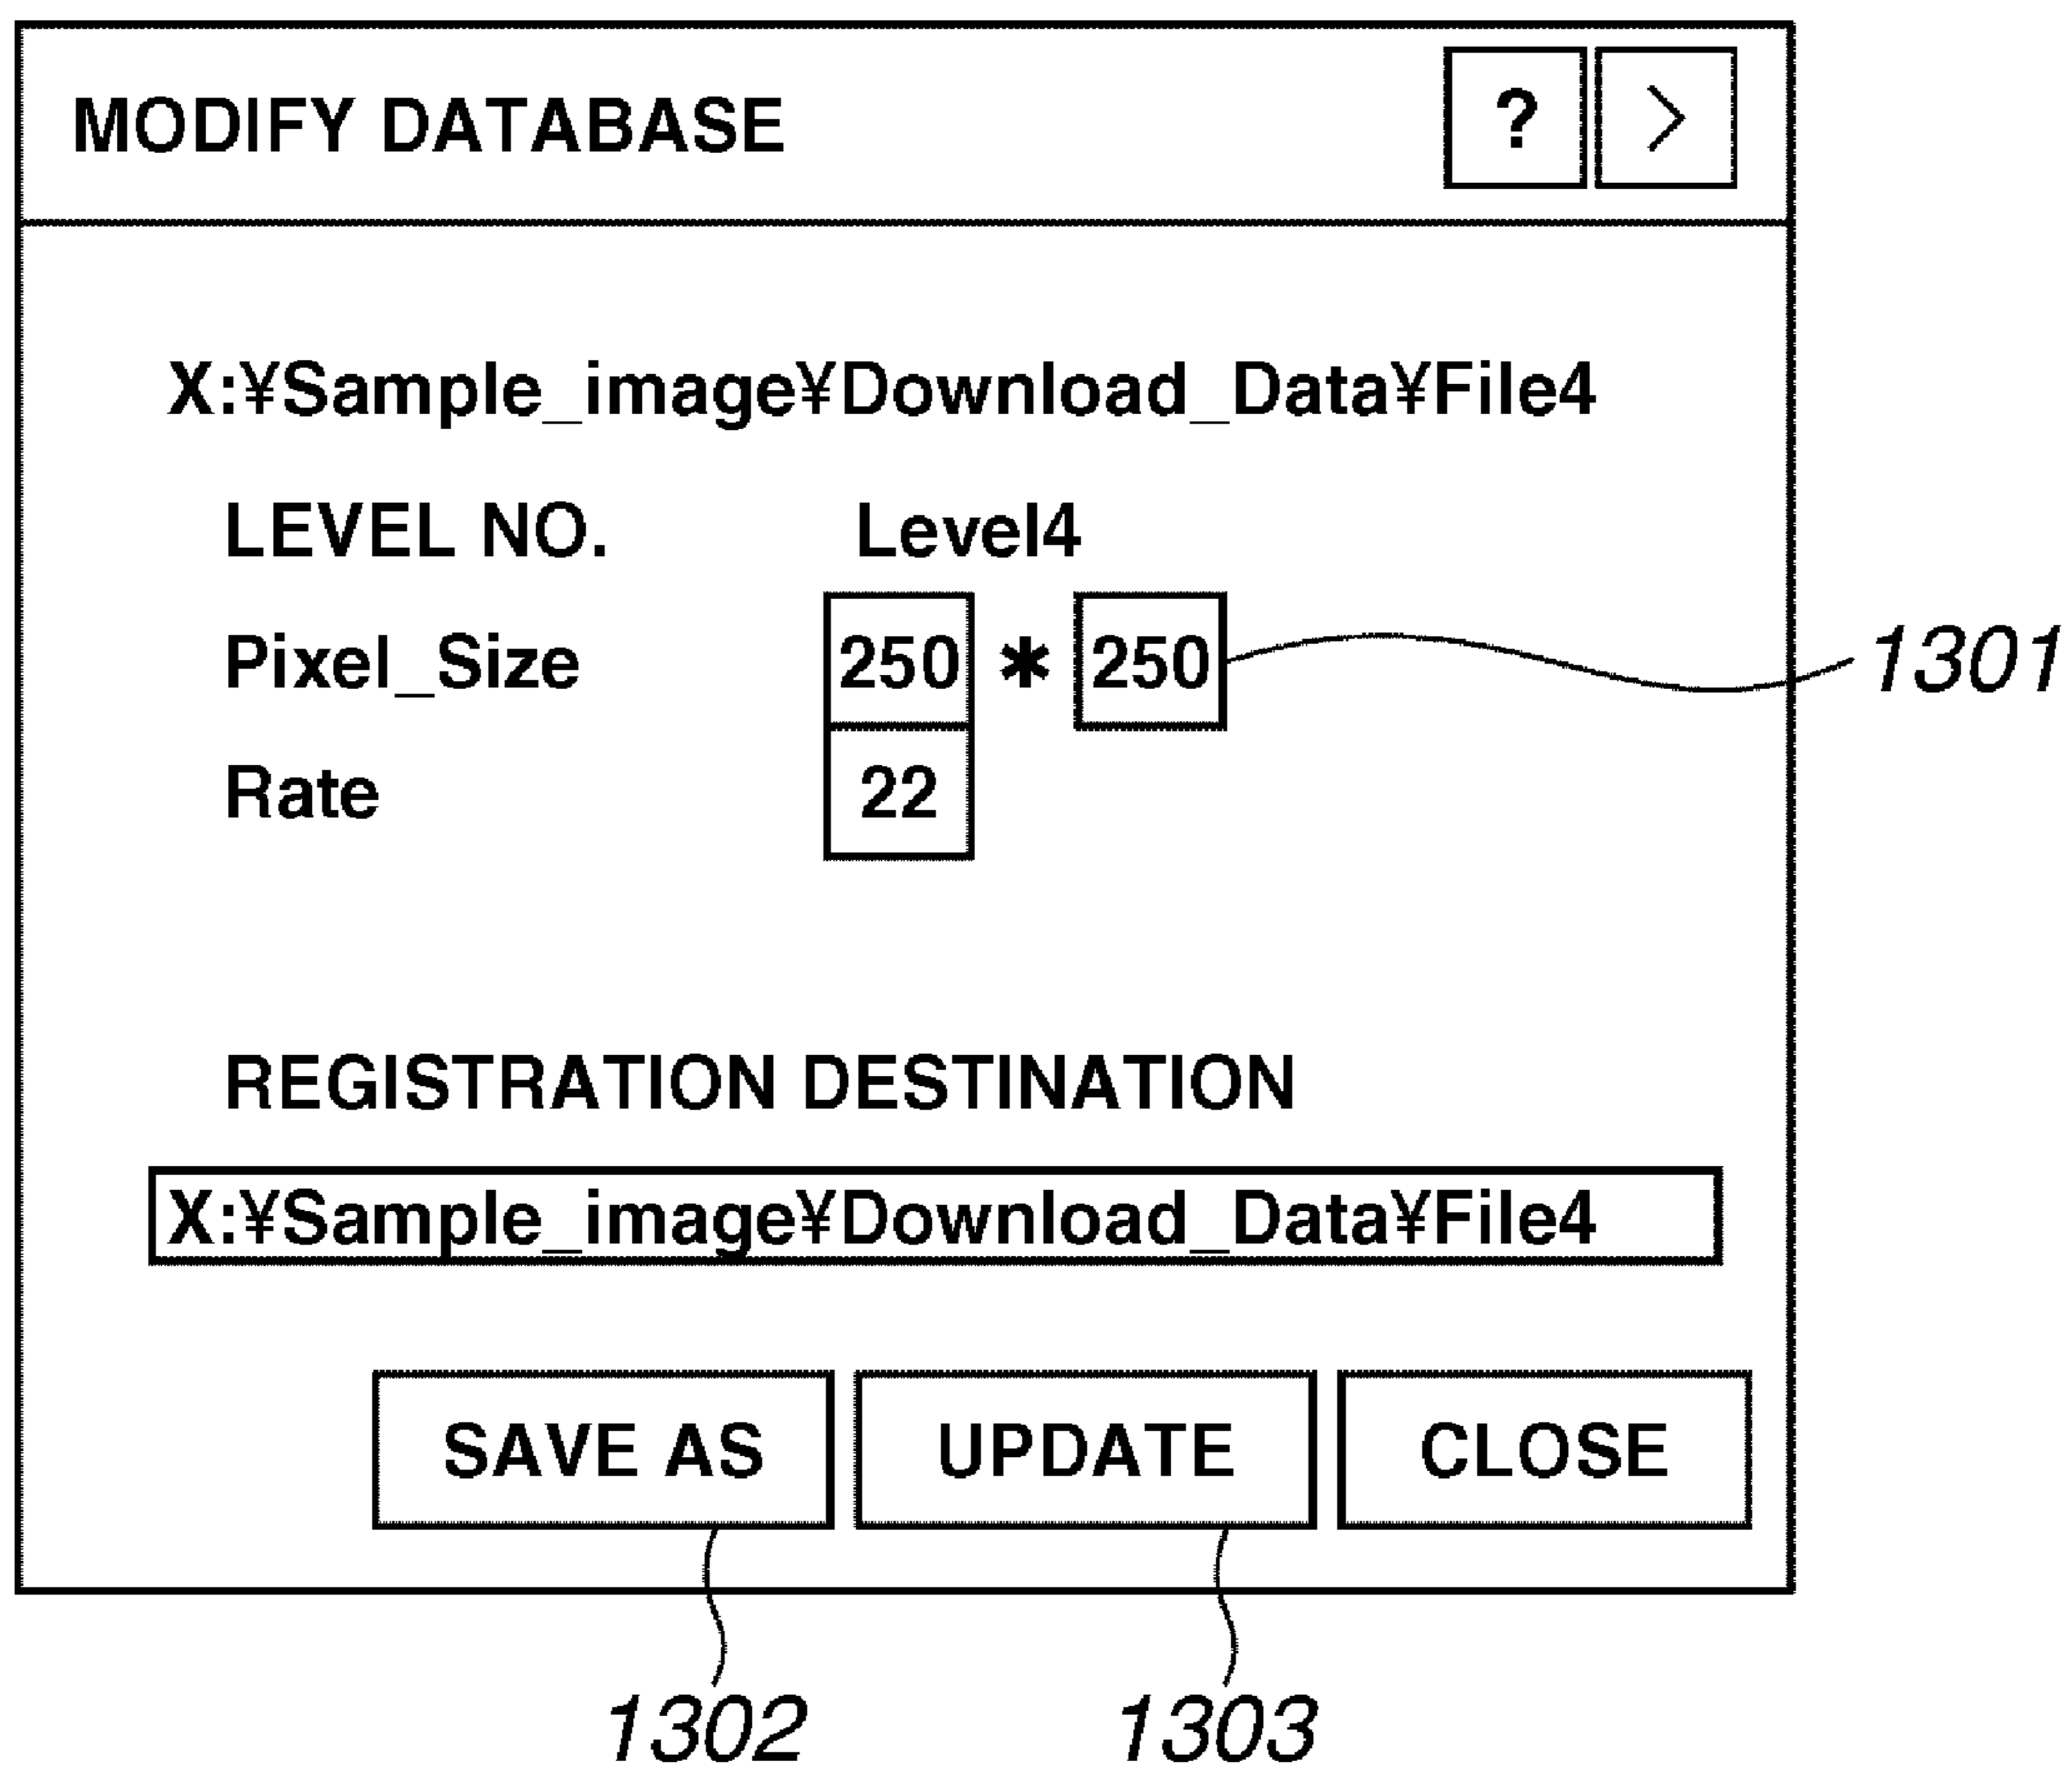 MODIFY DATABASE ? >
X:¥Sample_image¥Download_Data¥File4
LEVEL NO. Level4
Pixel_Size 250 * 250 1301
Rate 22
REGISTRATION DESTINATION
X:¥Sample_image¥Download_Data¥File4
SAVE AS UPDATE CLOSE
1302 1303